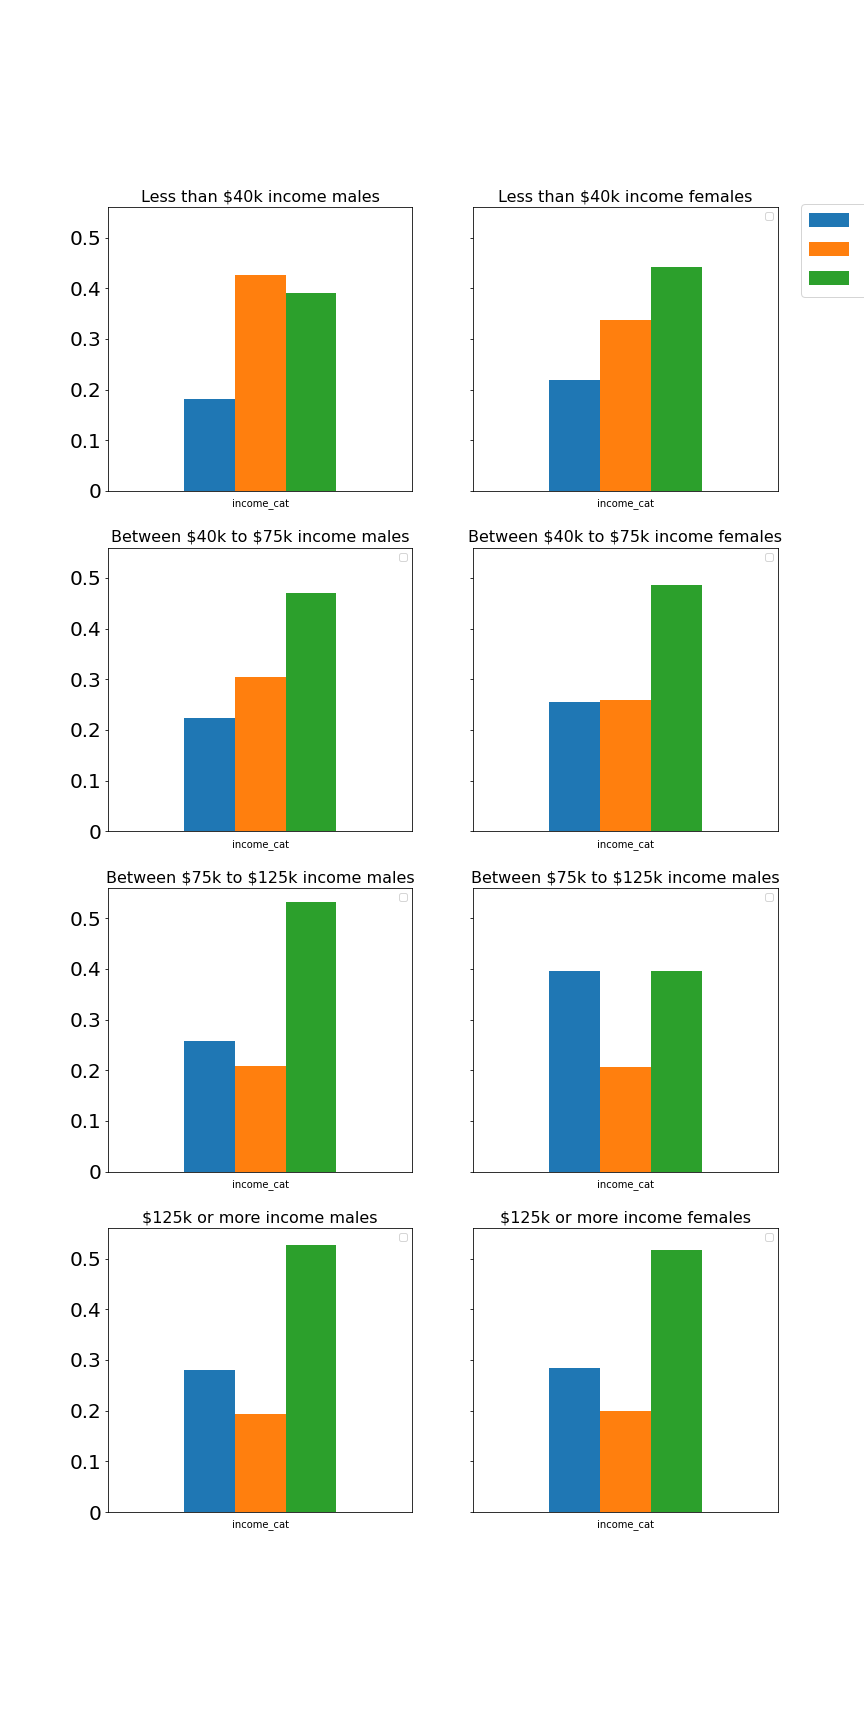 Less than $40k income males
Less than $40k income females
0.5
0.4
0.3
0.2
0.1
0
income_cat
income_cat
Between $40k to $75k income males
Between $40k to $75k income females
0.5
0.4
0.3
0.2
0.1
0
income_cat
income_cat
Between $75k to $125k income males
Between $75k to $125k income males
0.5
0.4
0.3
0.2
0.1
0
income_cat
income_cat
$125k or more income males
$125k or more income females
0.5
0.4
0.3
0.2
0.1
0
income_cat
income_cat